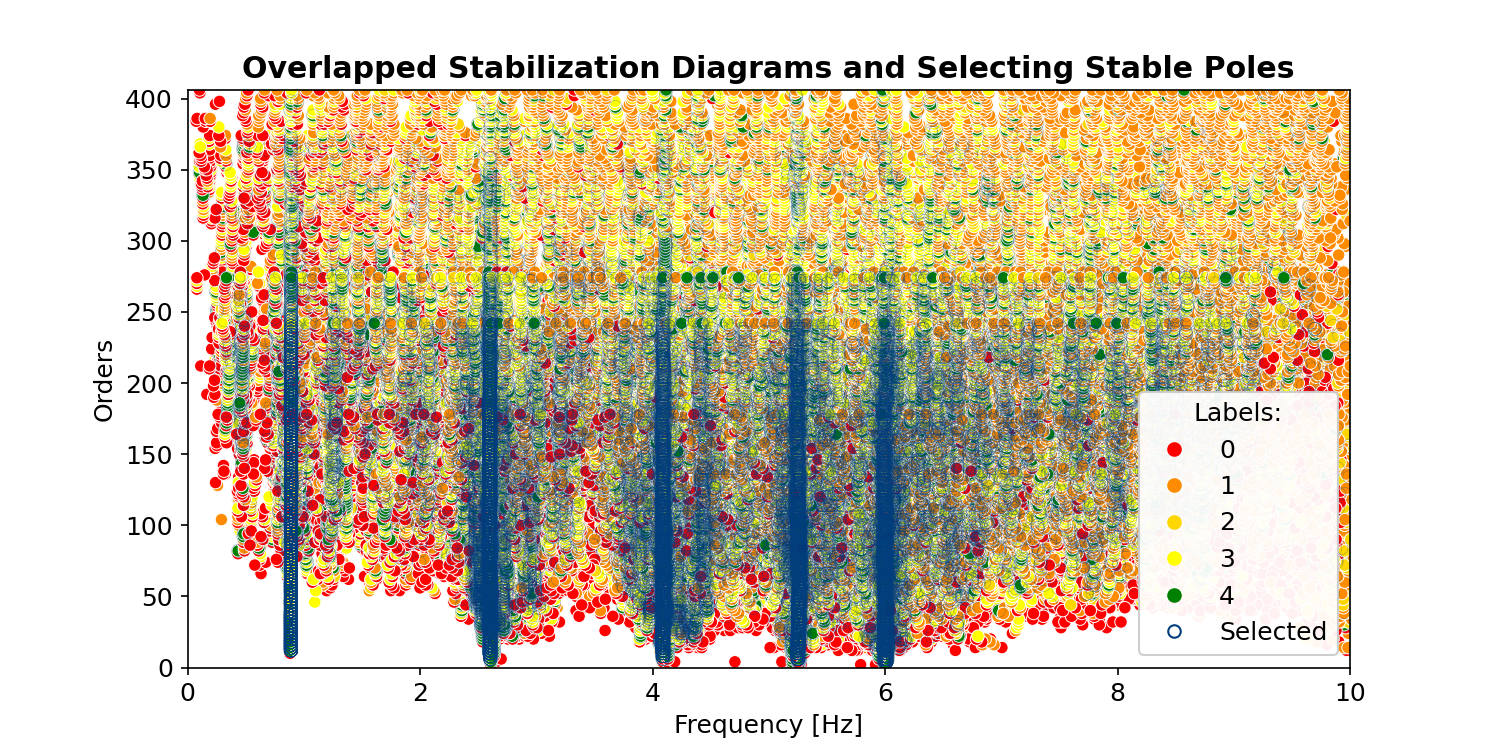 Overlapped Stabilization Diagrams and Selecting Stable Poles
400
350
300
250
200
150
100
50
0
Orders
0 2 4 6 8 10
Frequency [Hz]
Labels:
0
1
2
3
4
Selected